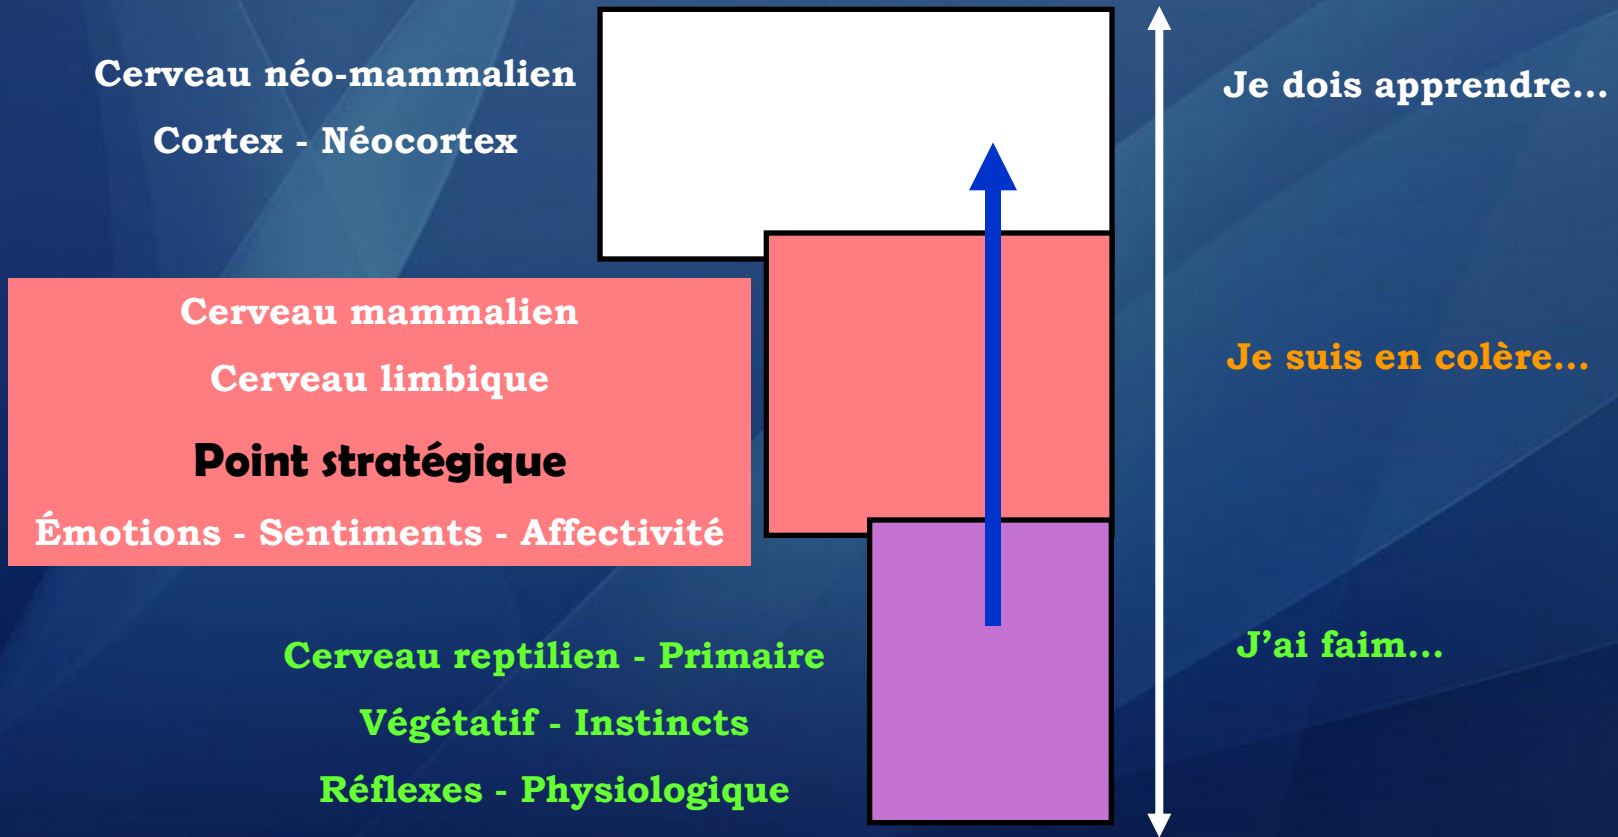 Cerveau néo-mammalien
Cortex - Néocortex
Je dois apprendre...
Cerveau mammalien
Cerveau limbique
Point stratégique
Émotions - Sentiments - Affectivité
Je suis en colère...
Cerveau reptilien - Primaire
Végétatif - Instincts
Réflexes - Physiologique
J’ai faim...